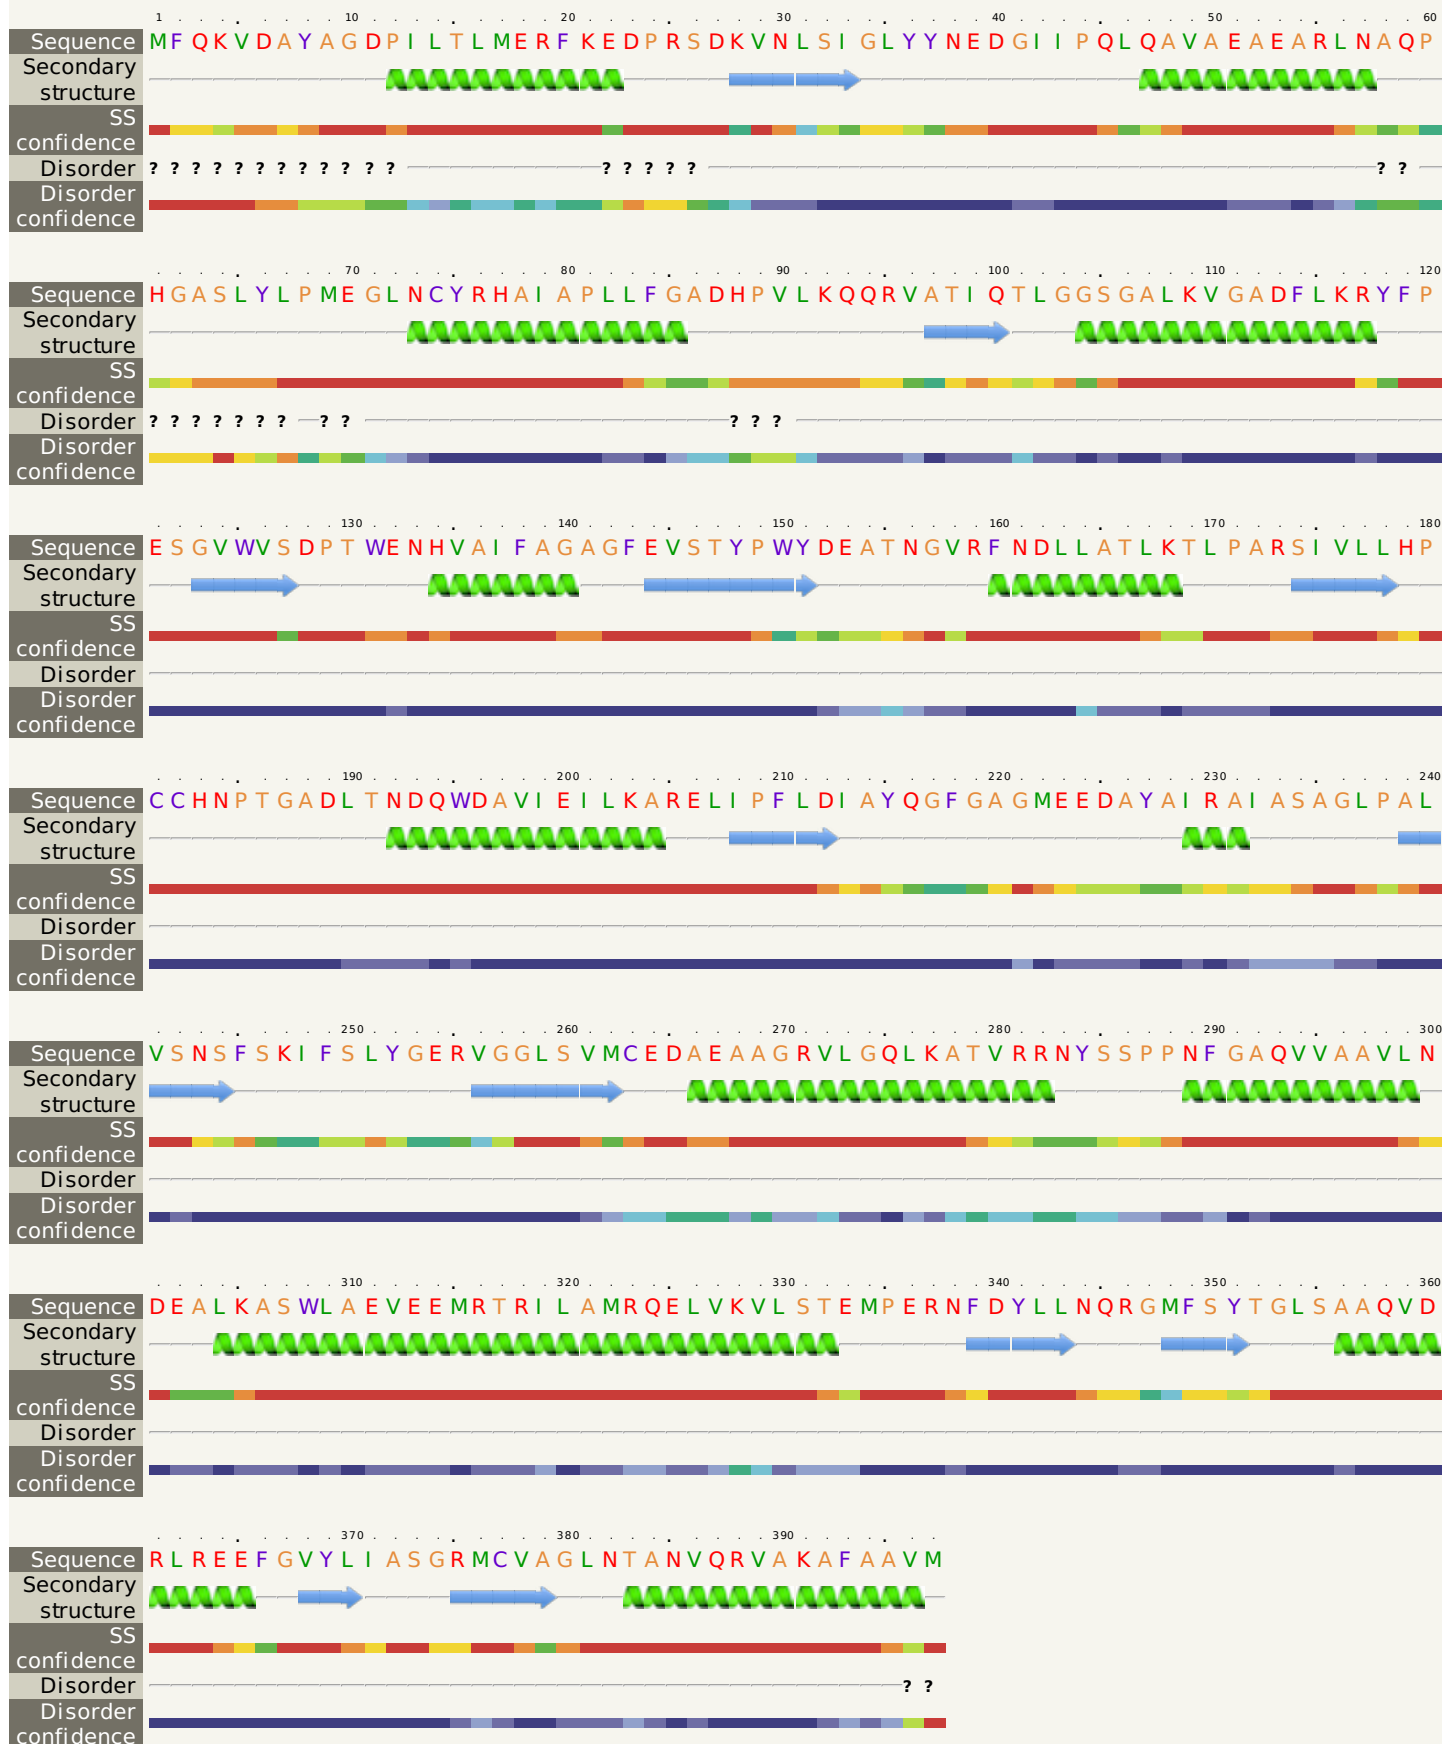 1 10 20 30 40 50 60
Sequence MFQKVDAYAGDPILTLMERFKEDPRSDKVNLSIGLYYNEDGIIPQLQAVAEAEARLNAQP
Secondary
structure
SS
confidence
Disorder ? ? ? ? ? ? ? ? ? ? ? ? ? ? ? ? ? ? ?
Disorder
confidence
70 80 90 100 110 120
Sequence HGASLYLPMEGLNCYRHAIAPLLFGADHPVLKQQRVATIQTLGGSGALKVGADFLKRYFP
Secondary
structure
SS
confidence
Disorder ? ? ? ? ? ? ? ? ? ? ? ?
Disorder
confidence
130 140 150 160 170 180
Sequence ESGVWVSDPTWENHVAIFAGAGFEVSTYPWYDEATNGVRFNDLLATLKTLPARSIVLLHP
Secondary
structure
SS
confidence
Disorder
Disorder
confidence
190 200 210 220 230 240
Sequence CCHNPTGADLTNDQWDAVIEILKARELIPFLDIAYQGFGAGMEEDAYAIRAIASAGLPAL
Secondary
structure
SS
confidence
Disorder
Disorder
confidence
250 260 270 280 290 300
Sequence VSNSFSKIFSLYGERVGGLSVMCEDAEAAGRVLGQLKATVRRNYSSPPNFGAQVVAAVLN
Secondary
structure
SS
confidence
Disorder
Disorder
confidence
310 320 330 340 350 360
Sequence DEALKASWLAEVEEMRTRILAMRQELVKVLSTEMPERNFDYLLNQRGMFSYTGLSAAQVD
Secondary
structure
SS
confidence
Disorder
Disorder
confidence
370 380 390
Sequence RLREEFGVYLIASGRMCVAGLNTANVQRVAKAFAAVM
Secondary
structure
SS
confidence
Disorder ? ?
Disorder
confidence